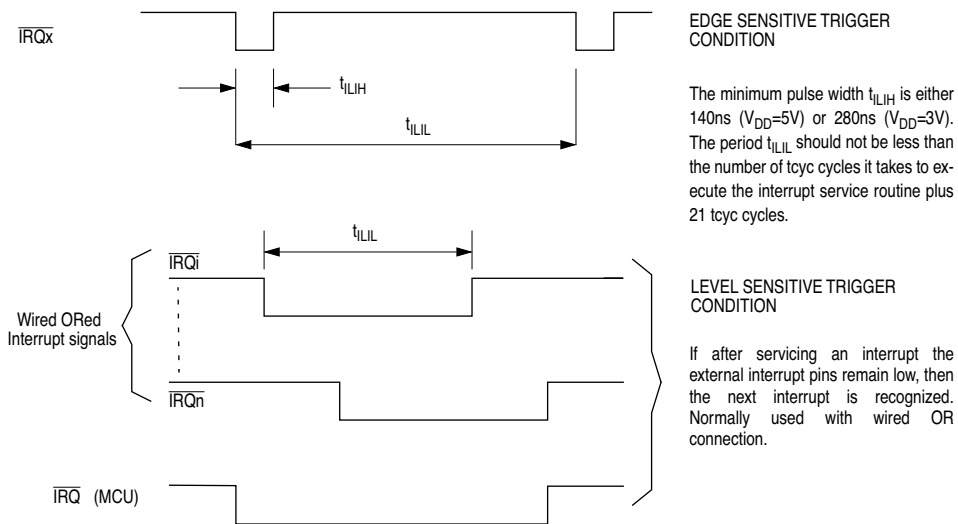 IRQx
tILIH
tILIL
EDGE SENSITIVE TRIGGER
CONDITION
The minimum pulse width tILIH is either
140ns (VDD=5V) or 280ns (VDD=3V).
The period tILIL should not be less than
the number of tcyc cycles it takes to ex-
ecute the interrupt service routine plus
21 tcyc cycles.
tILIL
IRQi
Wired ORed
Interrupt signals
IRQn
IRQ (MCU)
LEVEL SENSITIVE TRIGGER
CONDITION
If after servicing an interrupt the
external interrupt pins remain low, then
the next interrupt is recognized.
Normally used with wired OR
connection.